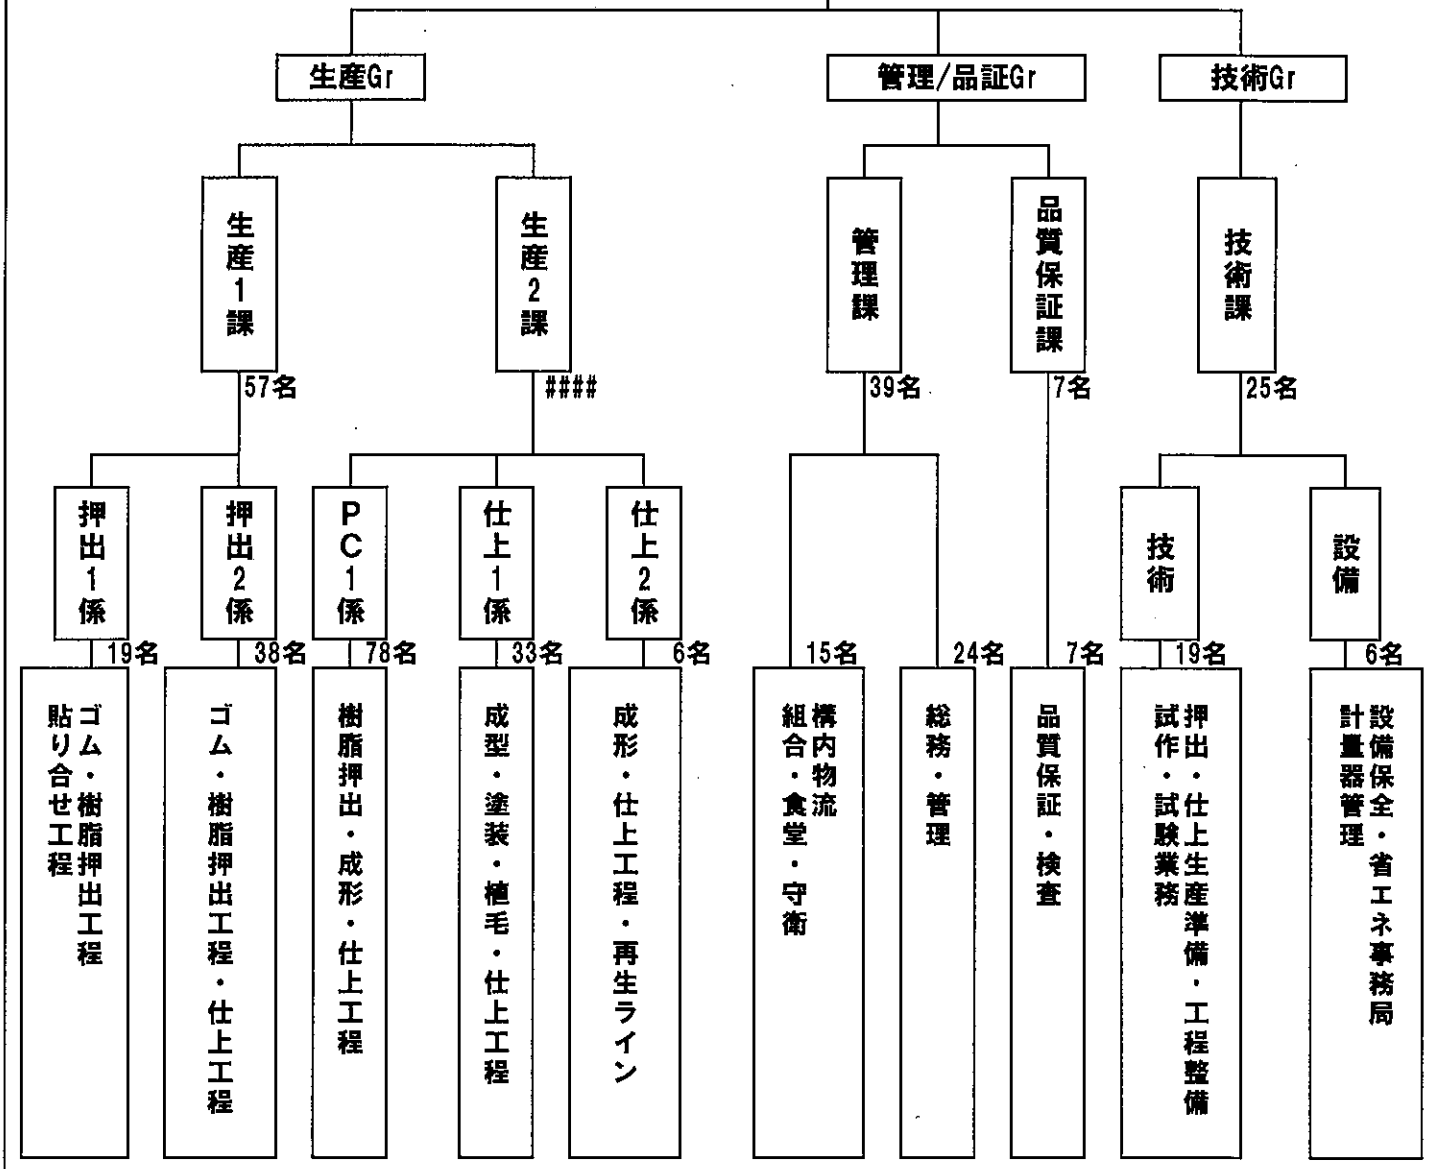 生産Gr
管理/品証Gr
技術Gr
生産1課
生産2課
管理課
品質保証課
技術課
57名
####
39名
7名
25名
押出1係
押出2係
PC1係
仕上1係
仕上2係
技術
設備
19名
38名
78名
33名
6名
15名
24名
7名
19名
6名
ゴム・樹脂押出工程
貼り合せ工程
ゴム・樹脂押出工程・仕上工程
樹脂押出・成形・仕上工程
成型・塗装・植毛・仕上工程
成形・仕上工程・再生ライン
構内物流
組合・食堂・守衛
総務・管理
品質保証・検査
押出・仕上生産準備・工程整備
試作・試験業務
設備保全・省エネ事務局
計量器管理